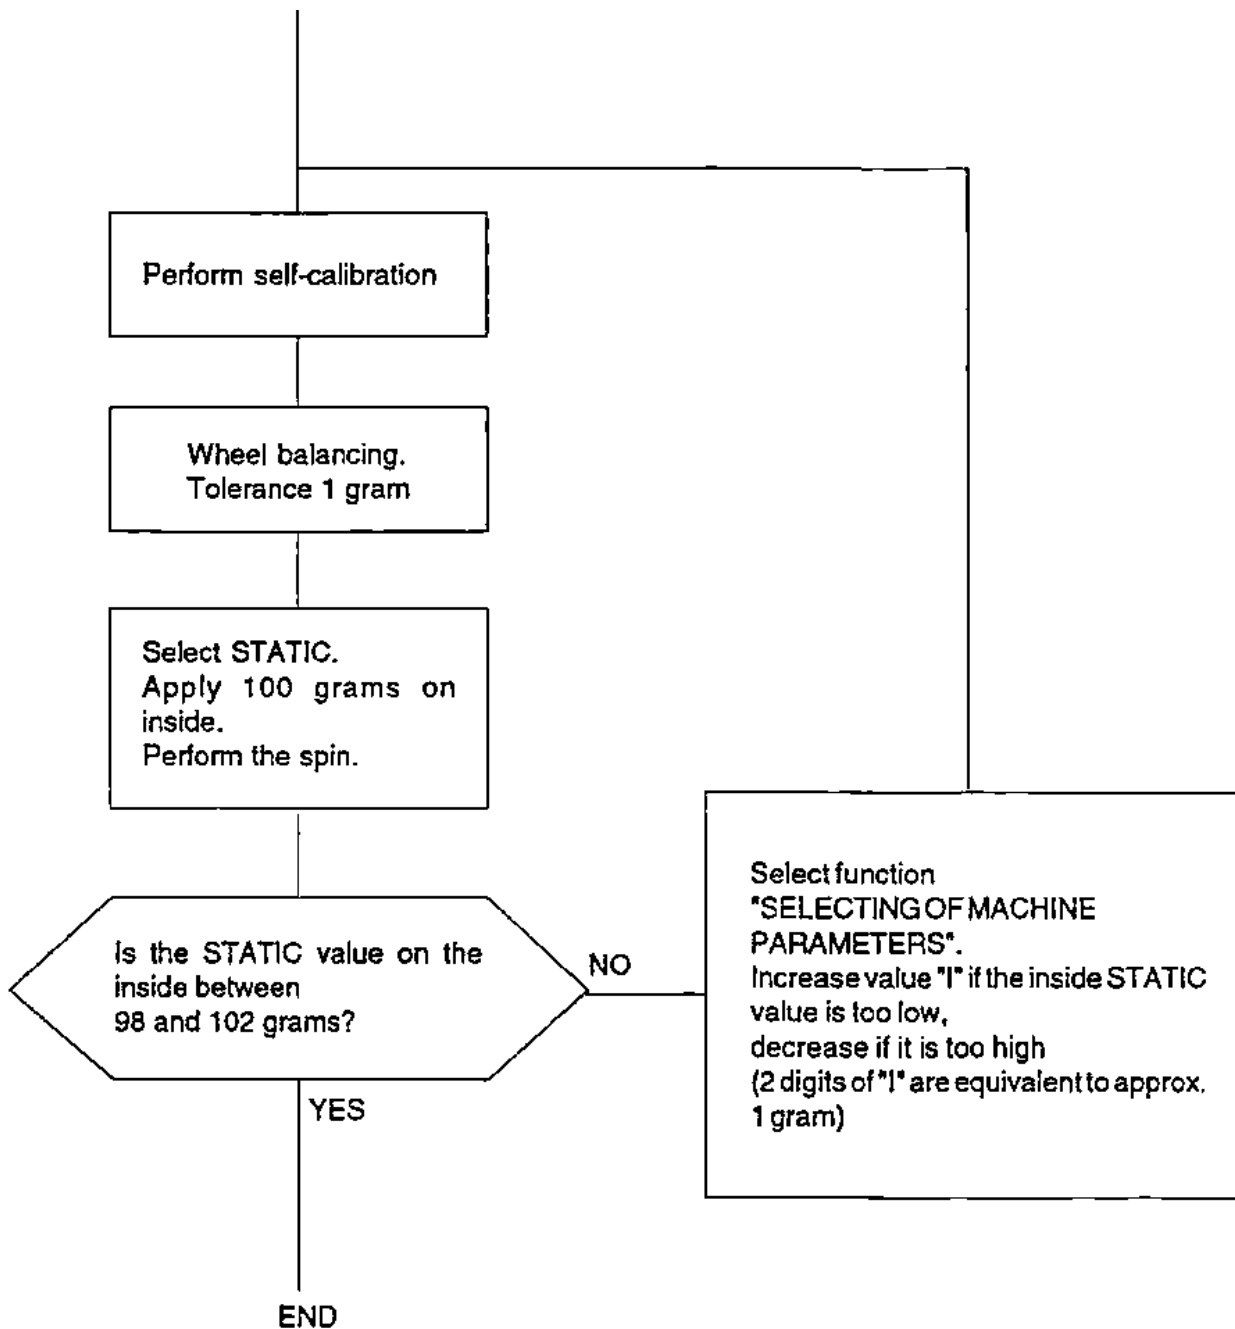 Perform self-calibration
Wheel balancing.
Tolerance 1 gram
Select STATIC.
Apply 100 grams on
inside.
Perform the spin.
Is the STATIC value on the
inside between
98 and 102 grams?
NO
YES
END
Select function
"SELECTING OF MACHINE
PARAMETERS".
Increase value "I" if the inside STATIC
value is too low,
decrease if it is too high
(2 digits of "I" are equivalent to approx.
1 gram)